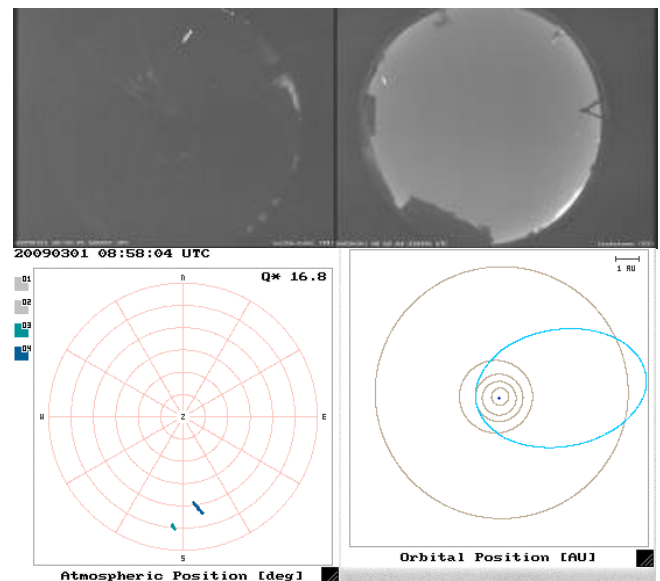 20090301 08:58:04 UTC
01
02
03
04
Q* 16.8
N
W
Z
E
S
Atmospheric Position [deg]
1 AU
Orbital Position [AU]